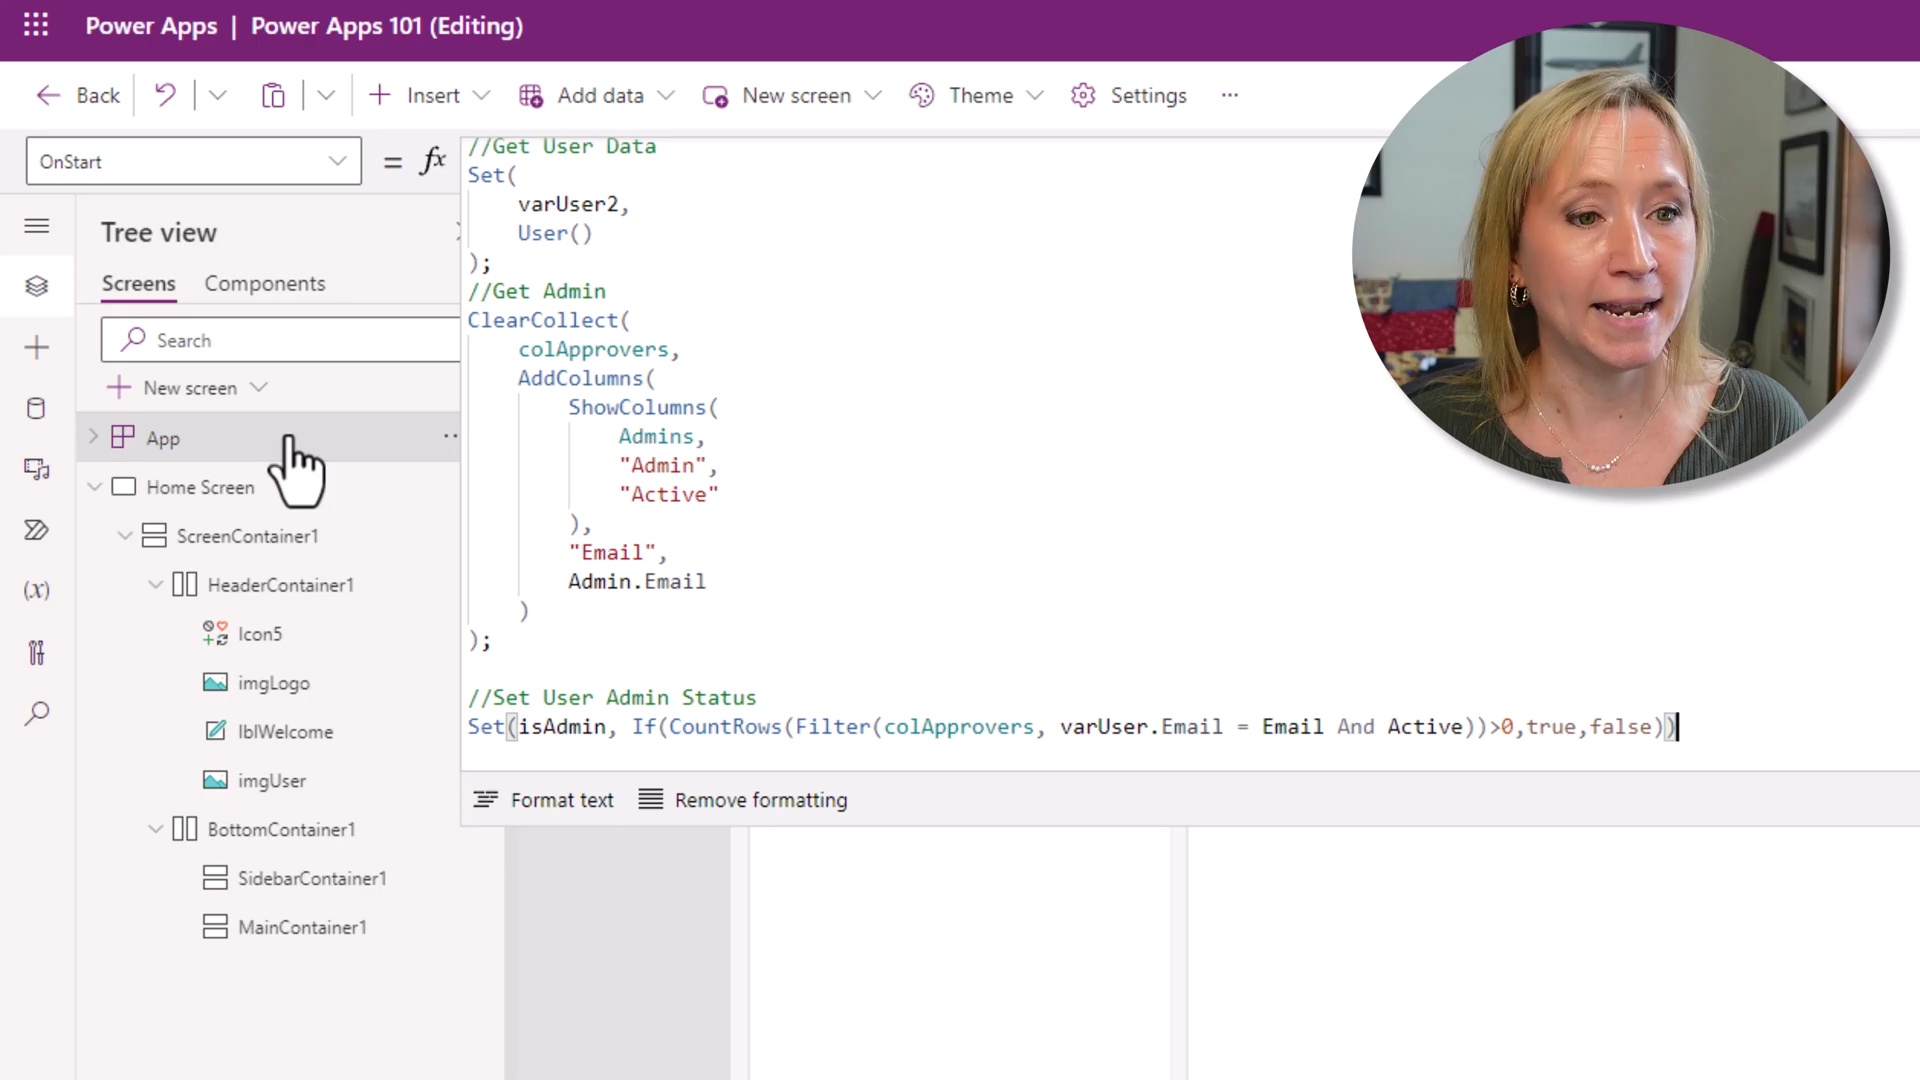 Power Apps | Power Apps 101 (Editing)
Back
Insert
Add data
New screen
Theme
Settings
OnStart
= fx
//Get User Data
Set(
varUser2,
User()
);
//Get Admin
ClearCollect(
colApprovers,
AddColumns(
ShowColumns(
Admins,
"Admin",
"Active"
),
"Email",
Admin.Email
)
);
//Set User Admin Status
Set(isAdmin, If(CountRows(Filter(colApprovers, varUser.Email = Email And Active))>0,true,false))
Format text
Remove formatting
Tree view
Screens
Components
Search
New screen
App
Home Screen
ScreenContainer1
HeaderContainer1
Icon5
imgLogo
lblWelcome
imgUser
BottomContainer1
SidebarContainer1
MainContainer1
(x)